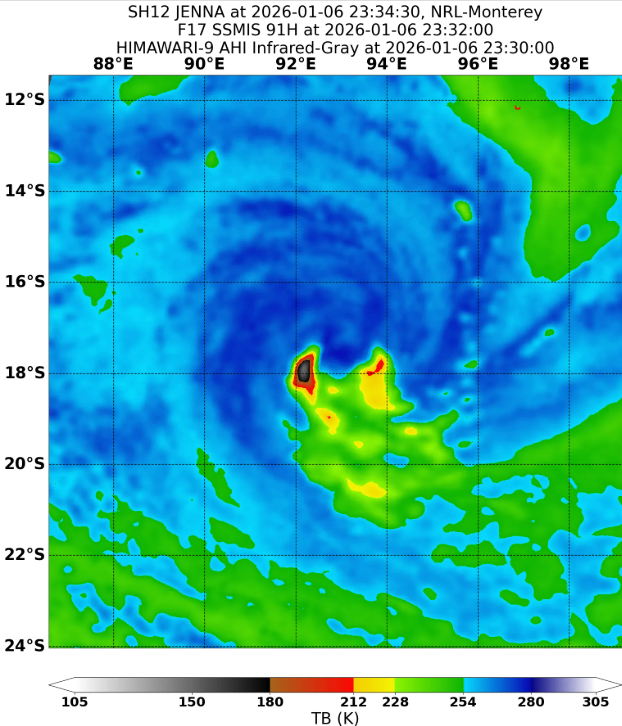 SH12 JENNA at 2026-01-06 23:34:30, NRL-Monterey
F17 SSMIS 91H at 2026-01-06 23:32:00
HIMAWARI-9 AHI Infrared-Gray at 2026-01-06 23:30:00
88°E 90°E 92°E 94°E 96°E 98°E
12°S
14°S
16°S
18°S
20°S
22°S
24°S
105 150 180 212 228 254 280 305
TB (K)